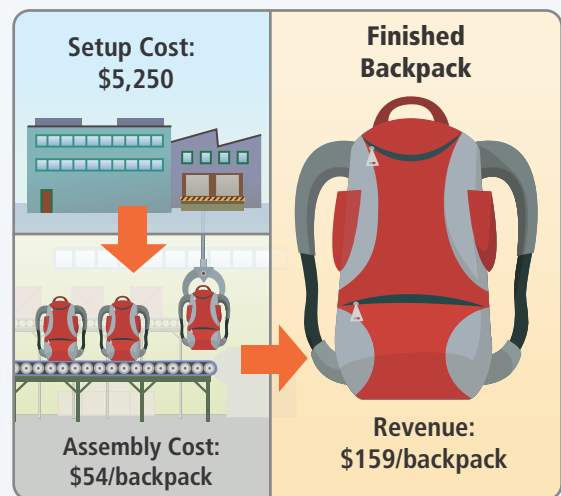 Setup Cost:
$5,250
Finished
Backpack
Assembly Cost:
$54/backpack
Revenue:
$159/backpack